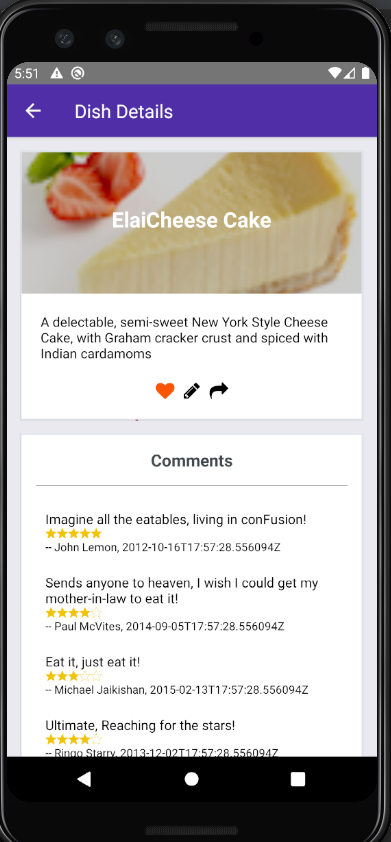 5:51
Dish Details
ElaiCheese Cake
A delectable, semi-sweet New York Style Cheese
Cake, with Graham cracker crust and spiced with
Indian cardamoms
Comments
Imagine all the eatables, living in conFusion!
-- John Lemon, 2012-10-16T17:57:28.556094Z
Sends anyone to heaven, I wish I could get my
mother-in-law to eat it!
-- Paul McVites, 2014-09-05T17:57:28.556094Z
Eat it, just eat it!
-- Michael Jaikishan, 2015-02-13T17:57:28.556094Z
Ultimate, Reaching for the stars!
-- Ringo Starry, 2013-12-02T17:57:28.556094Z